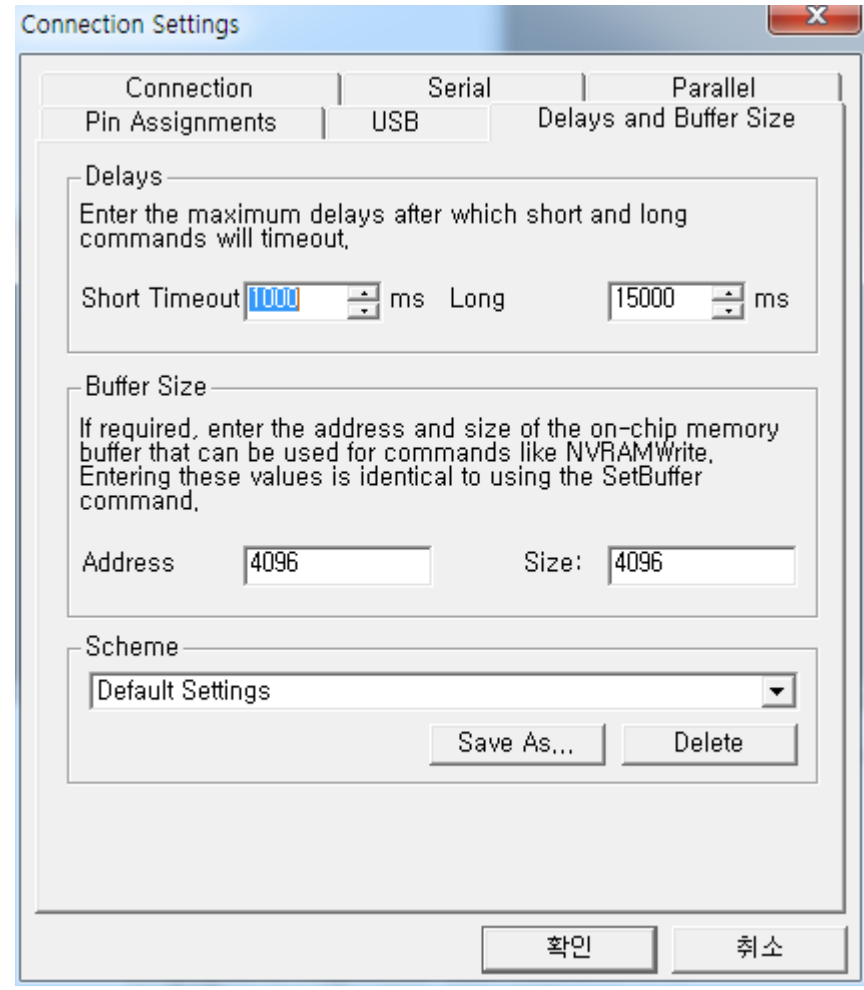 Connection Settings
Connection Serial Parallel
Pin Assignments USB Delays and Buffer Size
Delays
Enter the maximum delays after which short and long
commands will timeout,
Short Timeout 1000 ms Long 15000 ms
Buffer Size
If required, enter the address and size of the on-chip memory
buffer that can be used for commands like NVRAMWrite,
Entering these values is identical to using the SetBuffer
command,
Address 4096 Size: 4096
Scheme
Default Settings
Save As,,, Delete
확인 취소